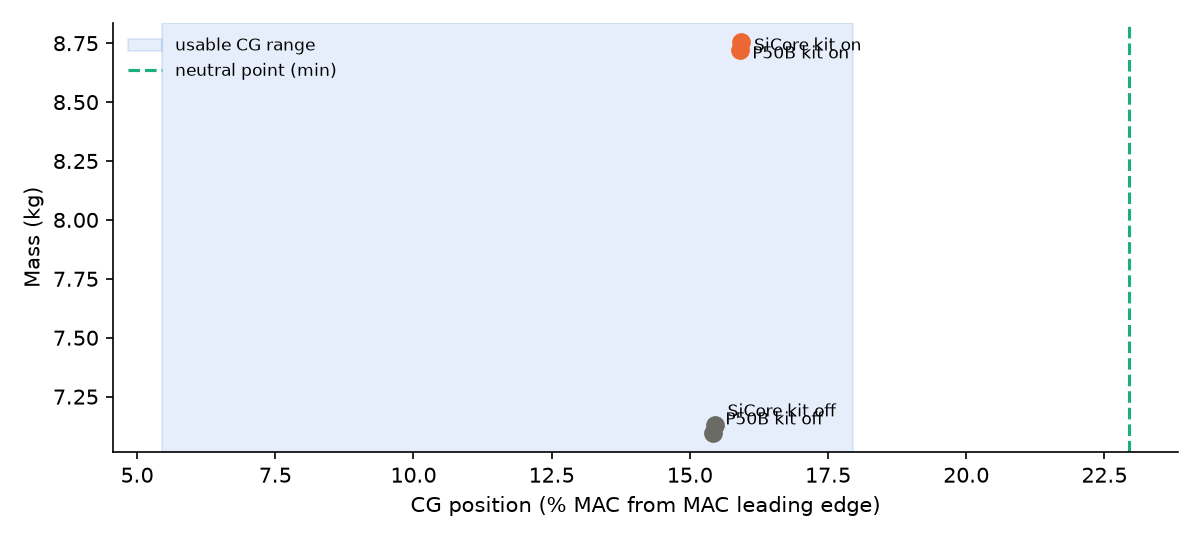 usable CG range
neutral point (min)
SiCore kit on
P50B kit on
SiCore kit off
P50B kit off
8.75
8.50
8.25
8.00
7.75
7.50
7.25
Mass (kg)
5.0 7.5 10.0 12.5 15.0 17.5 20.0 22.5
CG position (% MAC from MAC leading edge)